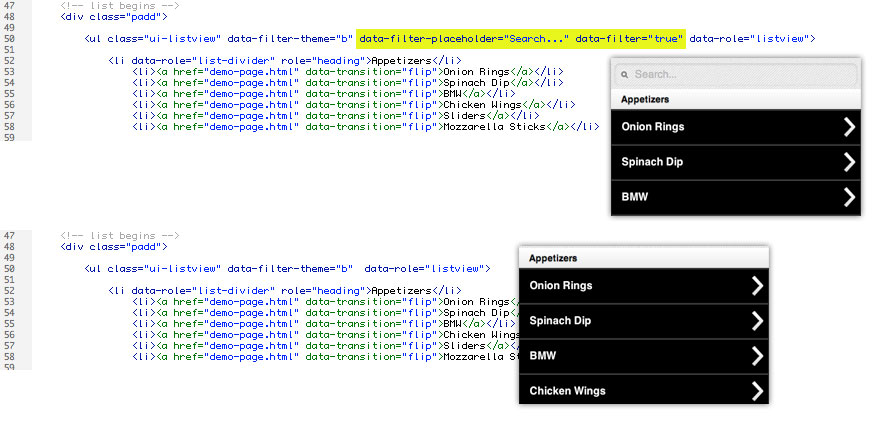 47 <!-- list begins -->
48 <div class="padd">
49
50 <ul class="ui-listview" data-filter-theme="b" data-filter-placeholder="Search..." data-filter="true" data-role="listview">
51
52 <li data-role="list-divider" role="heading">Appetizers</li>
53 <li><a href="demo-page.html" data-transition="flip">Onion Rings</a></li>
54 <li><a href="demo-page.html" data-transition="flip">Spinach Dip</a></li>
55 <li><a href="demo-page.html" data-transition="flip">BMW</a></li>
56 <li><a href="demo-page.html" data-transition="flip">Chicken Wings</a></li>
57 <li><a href="demo-page.html" data-transition="flip">Sliders</a></li>
58 <li><a href="demo-page.html" data-transition="flip">Mozzarella Sticks</a></li>
59
Search...
Appetizers
Onion Rings
Spinach Dip
BMW
47 <!-- list begins -->
48 <div class="padd">
49
50 <ul class="ui-listview" data-filter-theme="b"  data-role="listview">
51
52 <li data-role="list-divider" role="heading">Appetizers</li>
53 <li><a href="demo-page.html" data-transition="flip">Onion Rings<
54 <li><a href="demo-page.html" data-transition="flip">Spinach Dip<
55 <li><a href="demo-page.html" data-transition="flip">BMW</a></li>
56 <li><a href="demo-page.html" data-transition="flip">Chicken Wings
57 <li><a href="demo-page.html" data-transition="flip">Sliders</a></
58 <li><a href="demo-page.html" data-transition="flip">Mozzarella St
59
Appetizers
Onion Rings
Spinach Dip
BMW
Chicken Wings